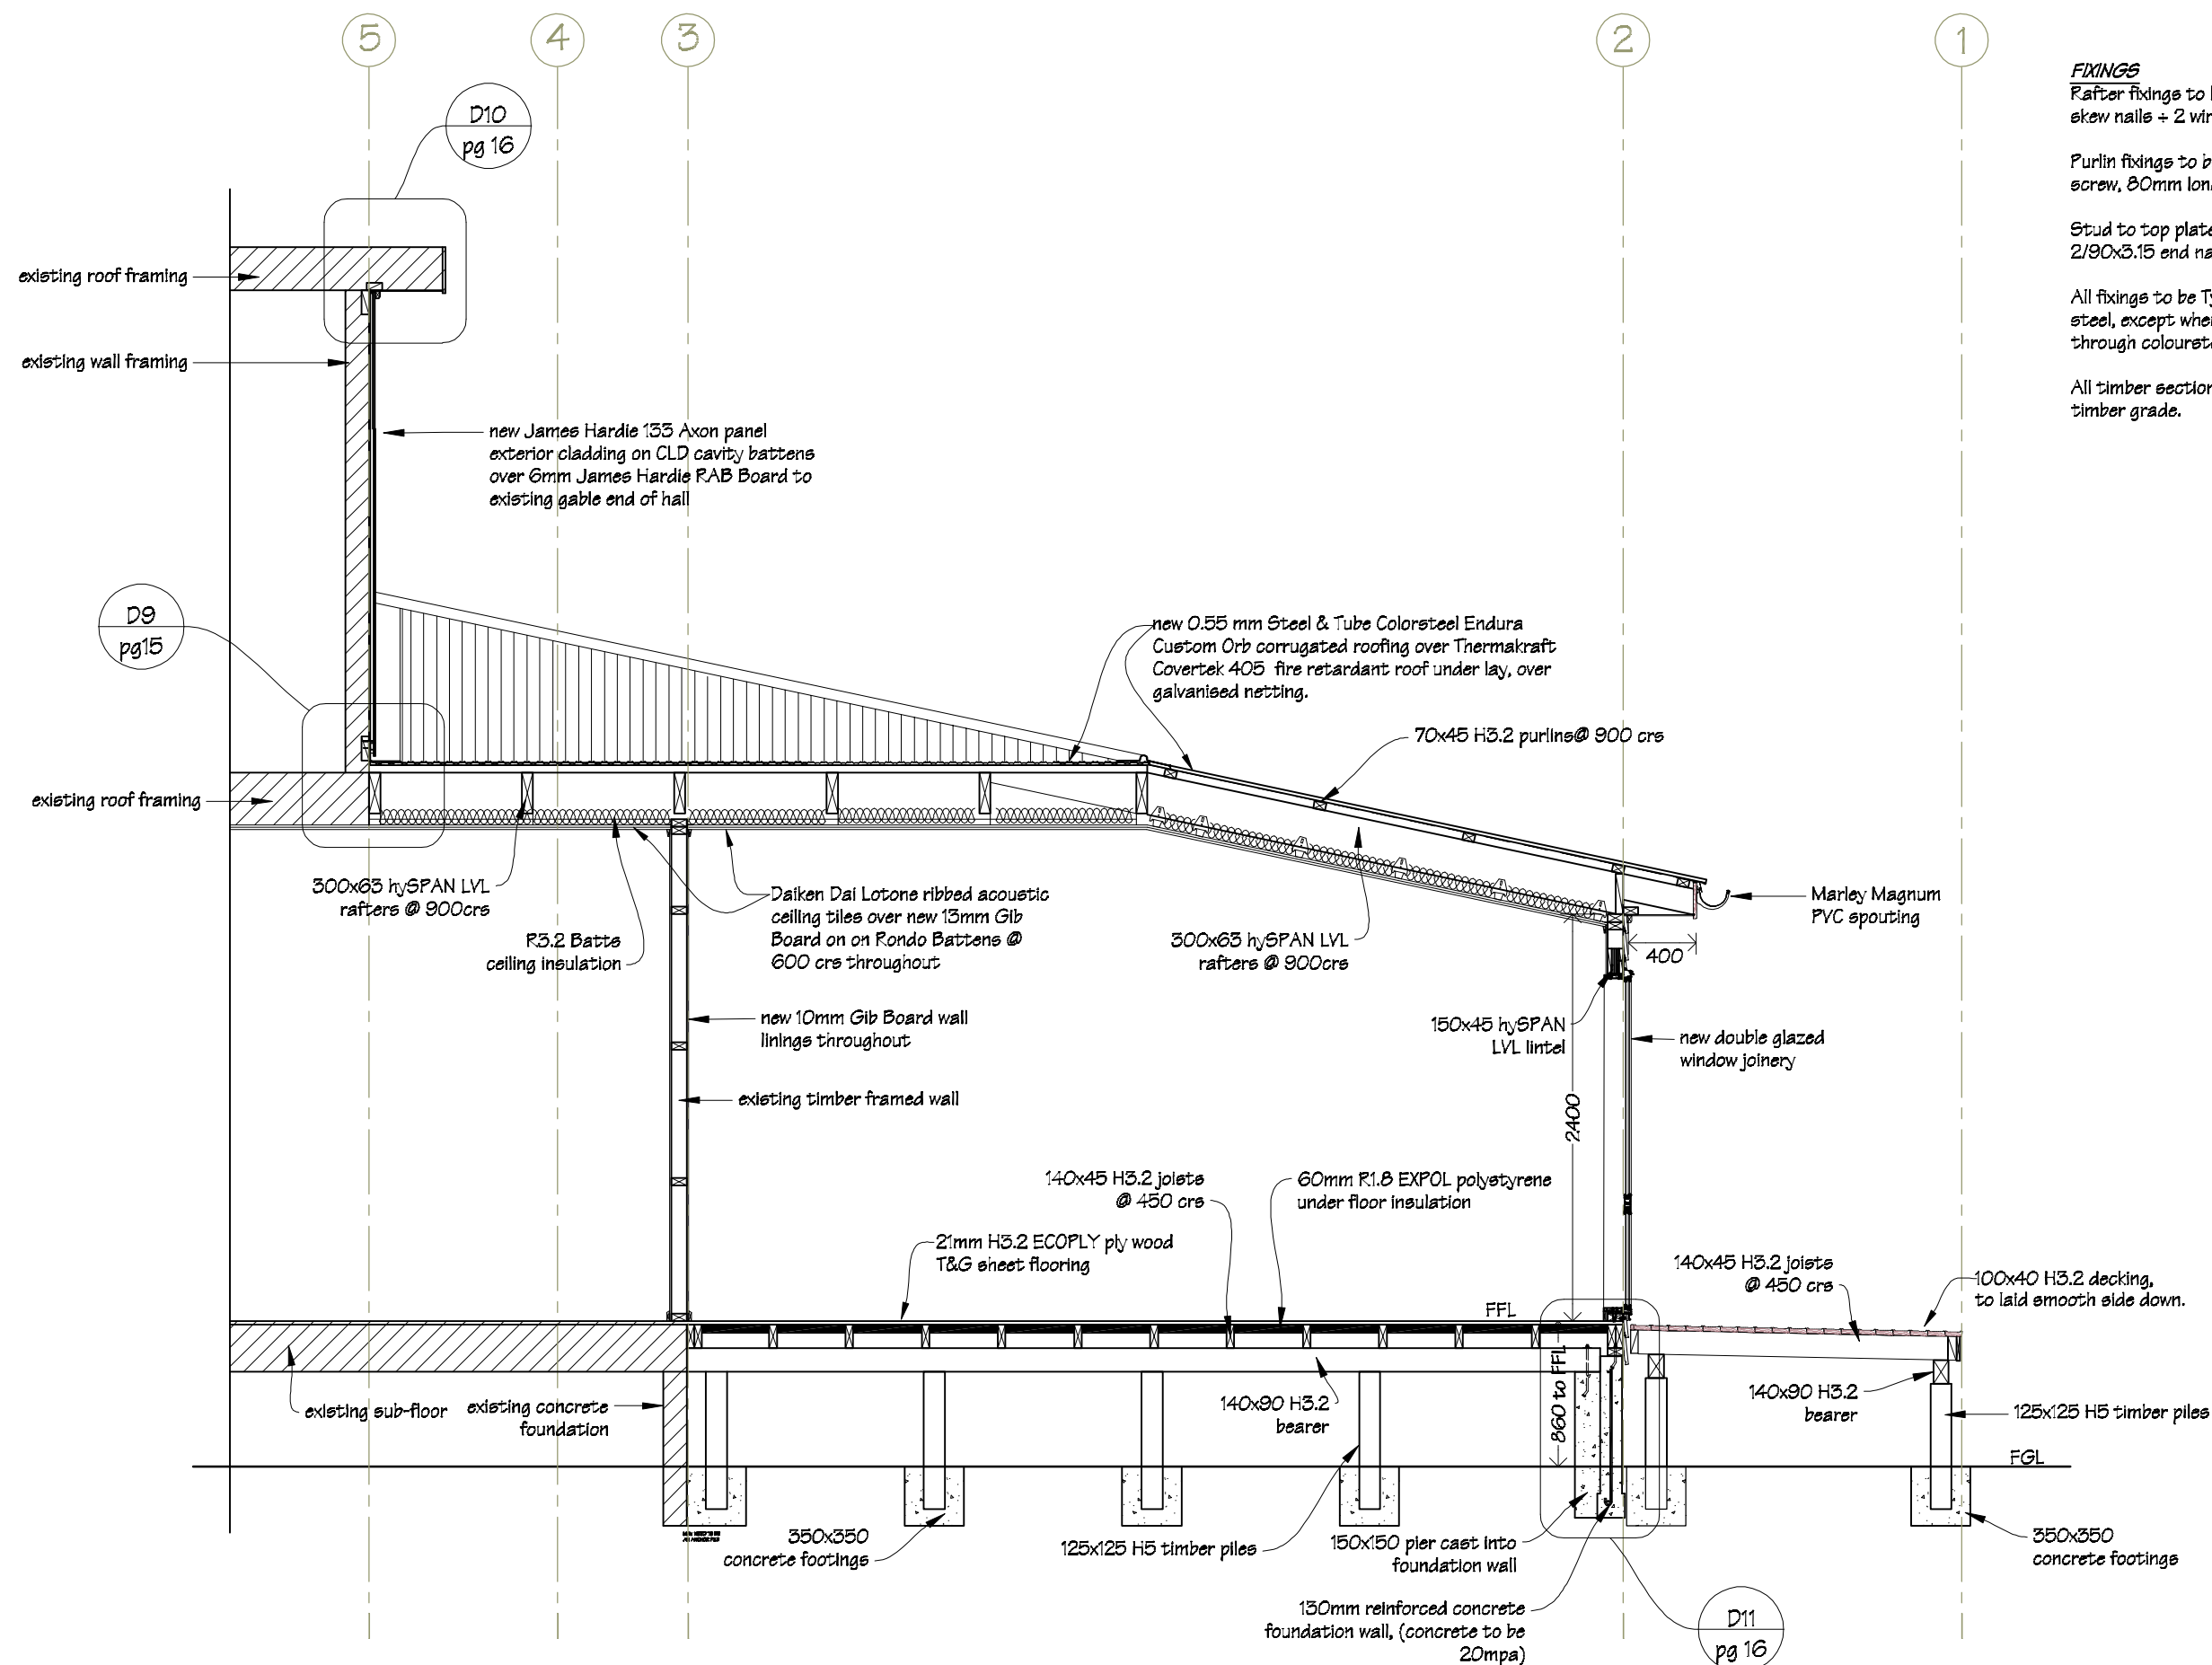 5
4
3
2
1
D10
pg 16
FIXINGS
Rafter fixings to
skew nails + 2
Purlin fixings to
screw, 80mm
Stud to top
2/90x3.15 end
All fixings to be
steel, except
through
All timber
timber grade.
existing roof framing
existing wall framing
new James Hardie 133 Axon panel
exterior cladding on CLD cavity battens
over 6mm James Hardie RAB Board to
existing gable end of hall
D9
pg15
new 0.55 mm Steel & Tube Colorsteel Endura
Custom Orb corrugated roofing over Thermakraft
Covertek 405 fire retardant roof under lay, over
galvanised netting.
70x45 H3.2 purlins@ 900 crs
existing roof framing
300x63 hySPAN LVL
rafters @ 900crs
R3.2 Batts
ceiling insulation
Daiken Dai Lotone ribbed acoustic
ceiling tiles over new 13mm Gib
Board on on Rondo Battens @
600 crs throughout
300x63 hySPAN LVL
rafters @ 900crs
Marley Magnum
PVC spouting
400
new 10mm Gib Board wall
linings throughout
150x45 hySPAN
LVL lintel
new double glazed
window joinery
existing timber framed wall
2400
140x45 H3.2 joists
@ 450 crs
60mm R1.8 EXPOL polystyrene
under floor insulation
21mm H3.2 ECOPLY ply wood
T&G sheet flooring
FFL
140x45 H3.2 joists
@ 450 crs
100x40 H3.2 decking,
to laid smooth side down.
860 to FFL
existing sub-floor
existing concrete
foundation
140x90 H3.2
bearer
140x90 H3.2
bearer
125x125 H5 timber piles
FGL
350x350
concrete footings
125x125 H5 timber piles
150x150 pier cast into
foundation wall
350x350
concrete footings
130mm reinforced concrete
foundation wall, (concrete to be
20mpa)
D11
pg 16